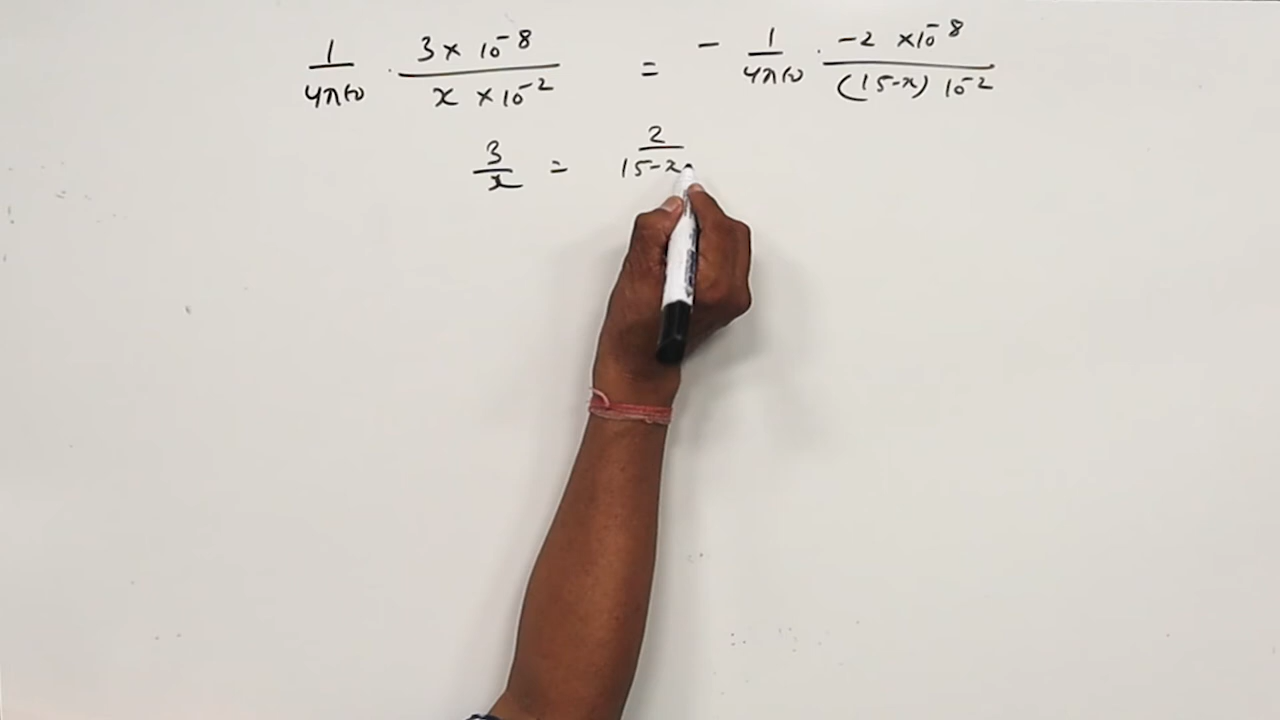 1/4πε0 · 3 × 10^-8 / x × 10^-2 = - 1/4πε0 · -2 × 10^-8 / (15-x) 10^-2
3/x = 2/15-x